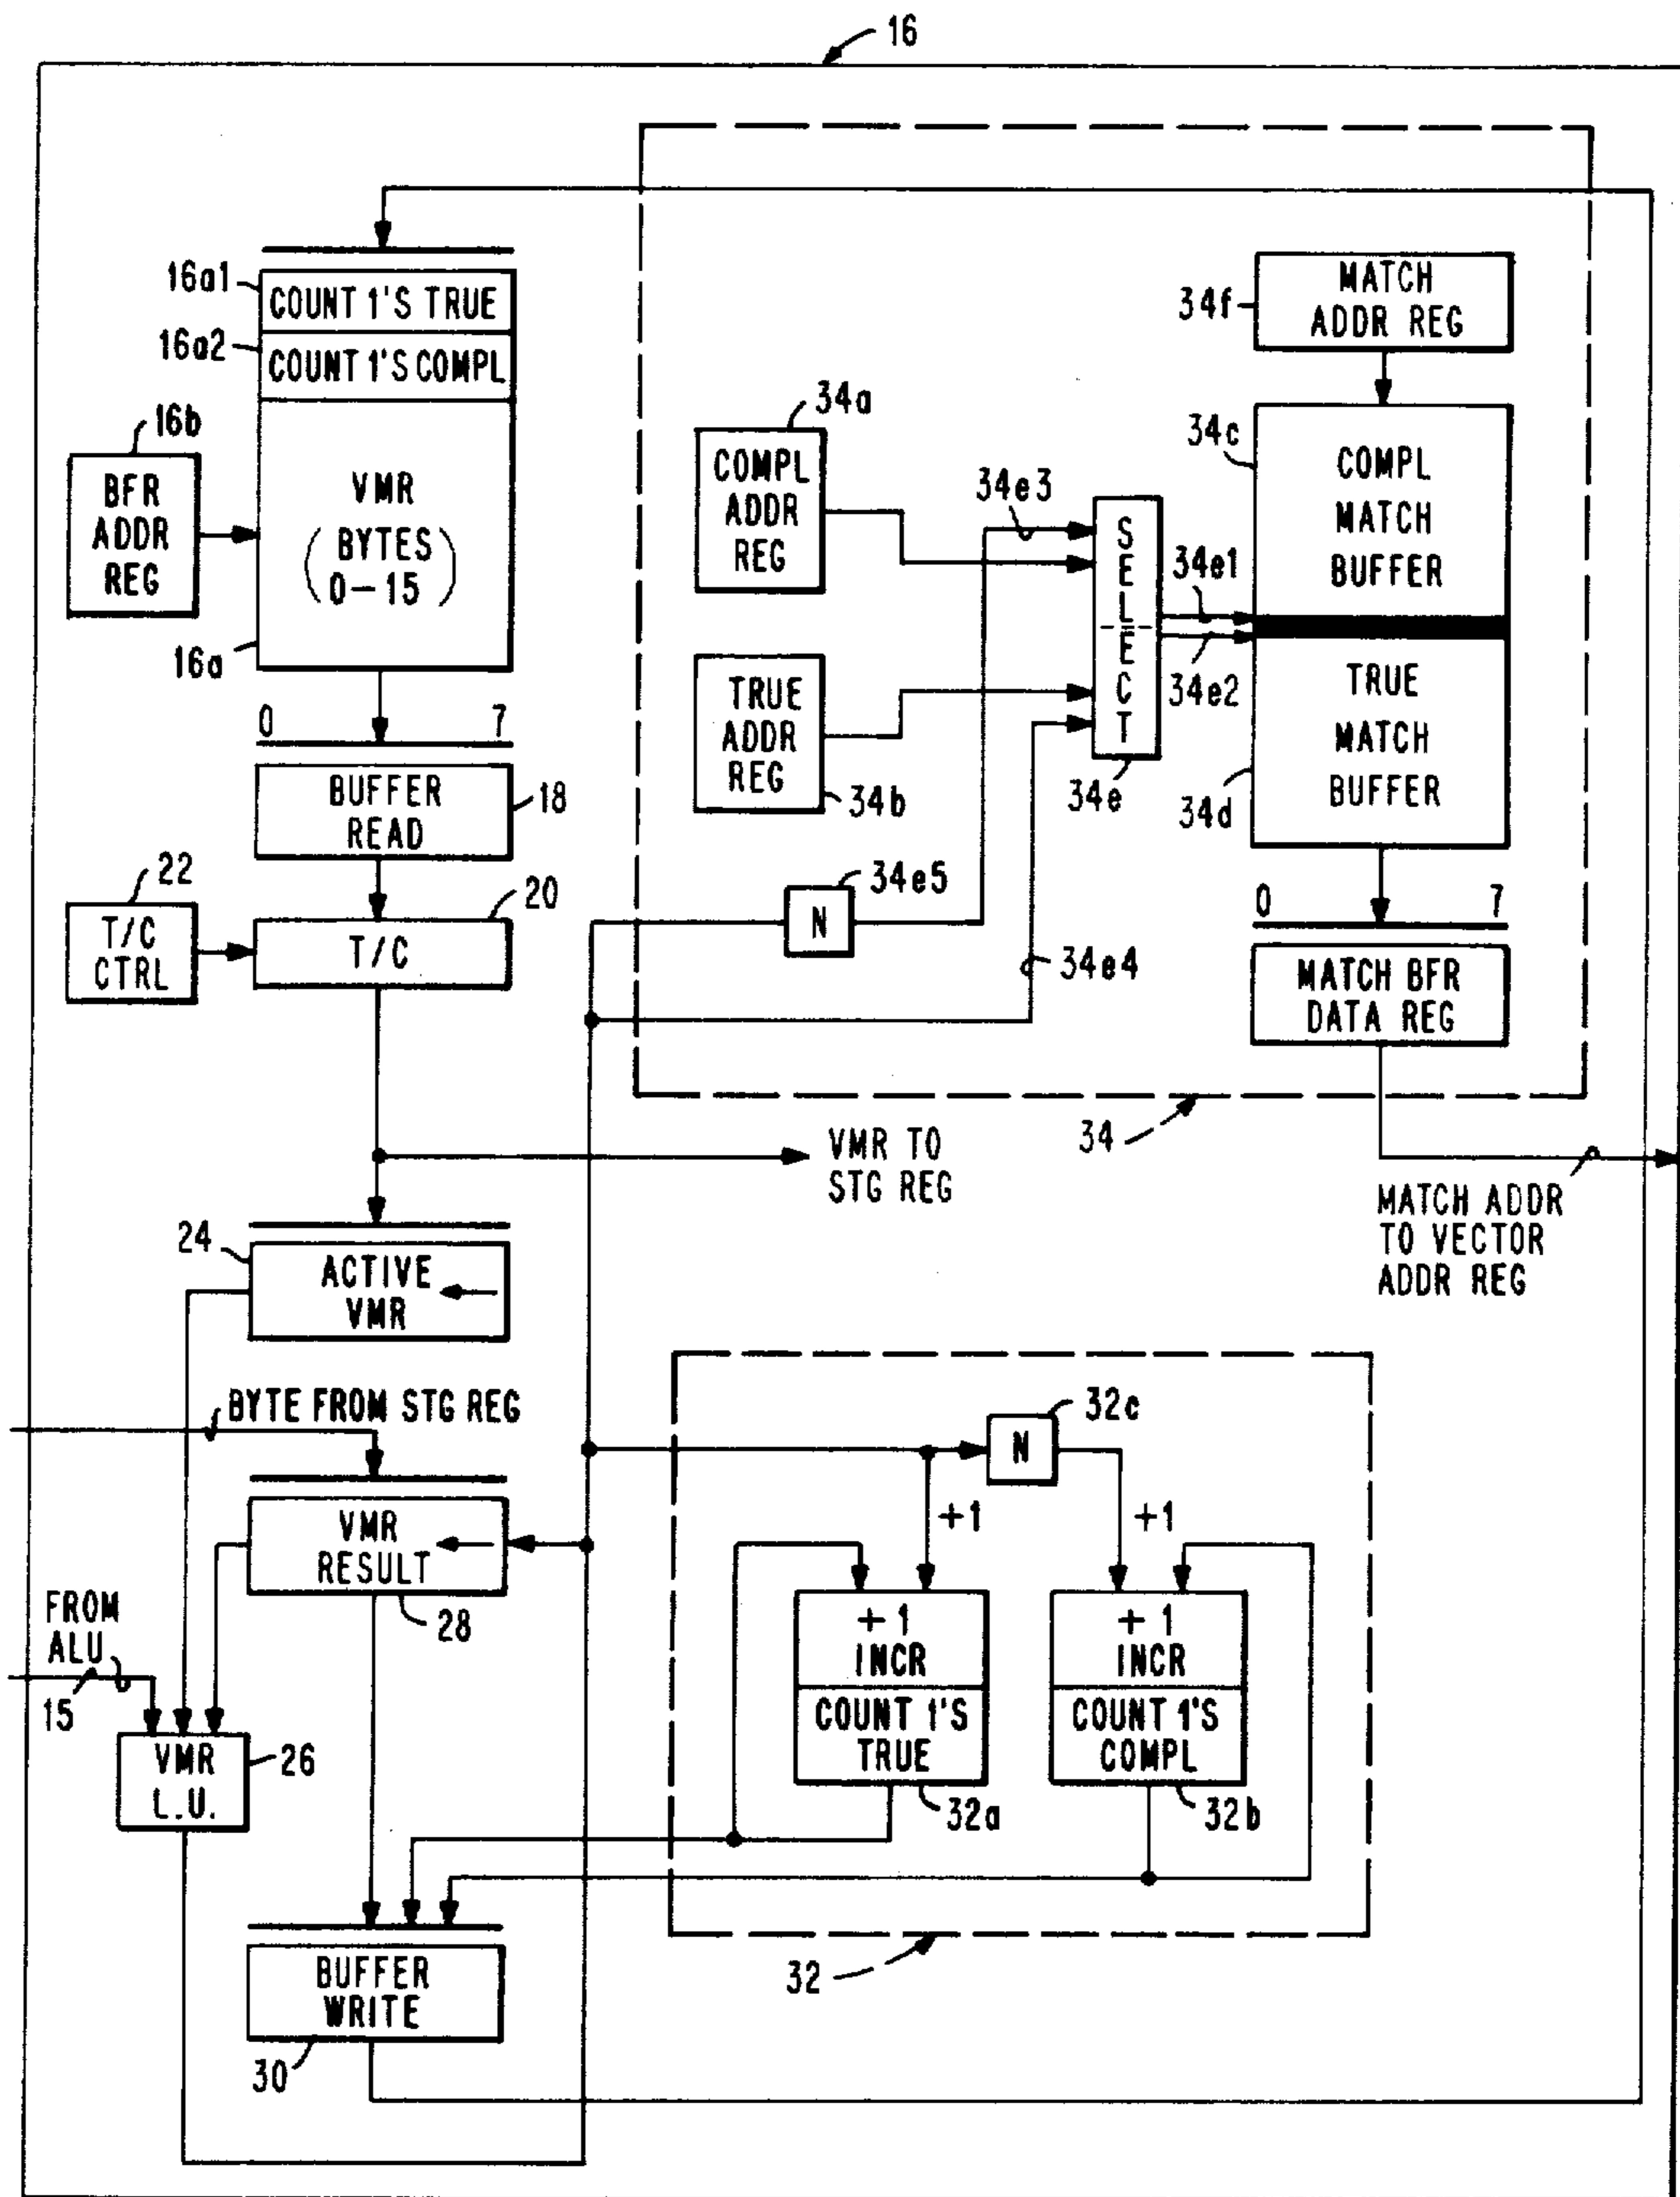 16
16a1
COUNT 1'S TRUE
16a2
COUNT 1'S COMPL
16b
BFR
ADDR
REG
VMR
(BYTES)
0-15
16a
0 7
BUFFER
READ
18
22
T/C
CTRL
20
T/C
VMR TO
STG REG
24
ACTIVE
VMR
BYTE FROM STG REG
VMR
RESULT
28
FROM
ALU
15
VMR
L.U.
26
BUFFER
WRITE
30
34f
MATCH
ADDR REG
34a
COMPL
ADDR
REG
34e3
SELECT
34e1
34e2
34c
COMPL
MATCH
BUFFER
TRUE
ADDR
REG
34b
34e
TRUE
MATCH
BUFFER
34d
34e5
N
34e4
0 7
MATCH BFR
DATA REG
34
MATCH ADDR
TO VECTOR
ADDR REG
32c
N
+1
+1
+1
INCR
COUNT 1'S
TRUE
32a
+1
INCR
COUNT 1'S
COMPL
32b
32